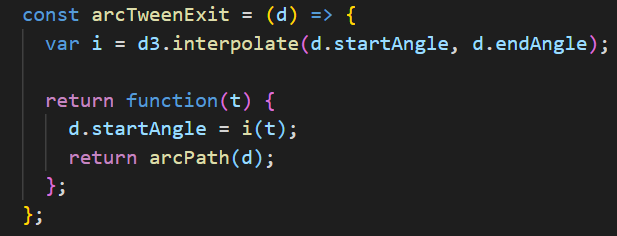 const arcTweenExit = (d) => {
  var i = d3.interpolate(d.startAngle, d.endAngle);

  return function(t) {
    d.startAngle = i(t);
    return arcPath(d);
  };
};